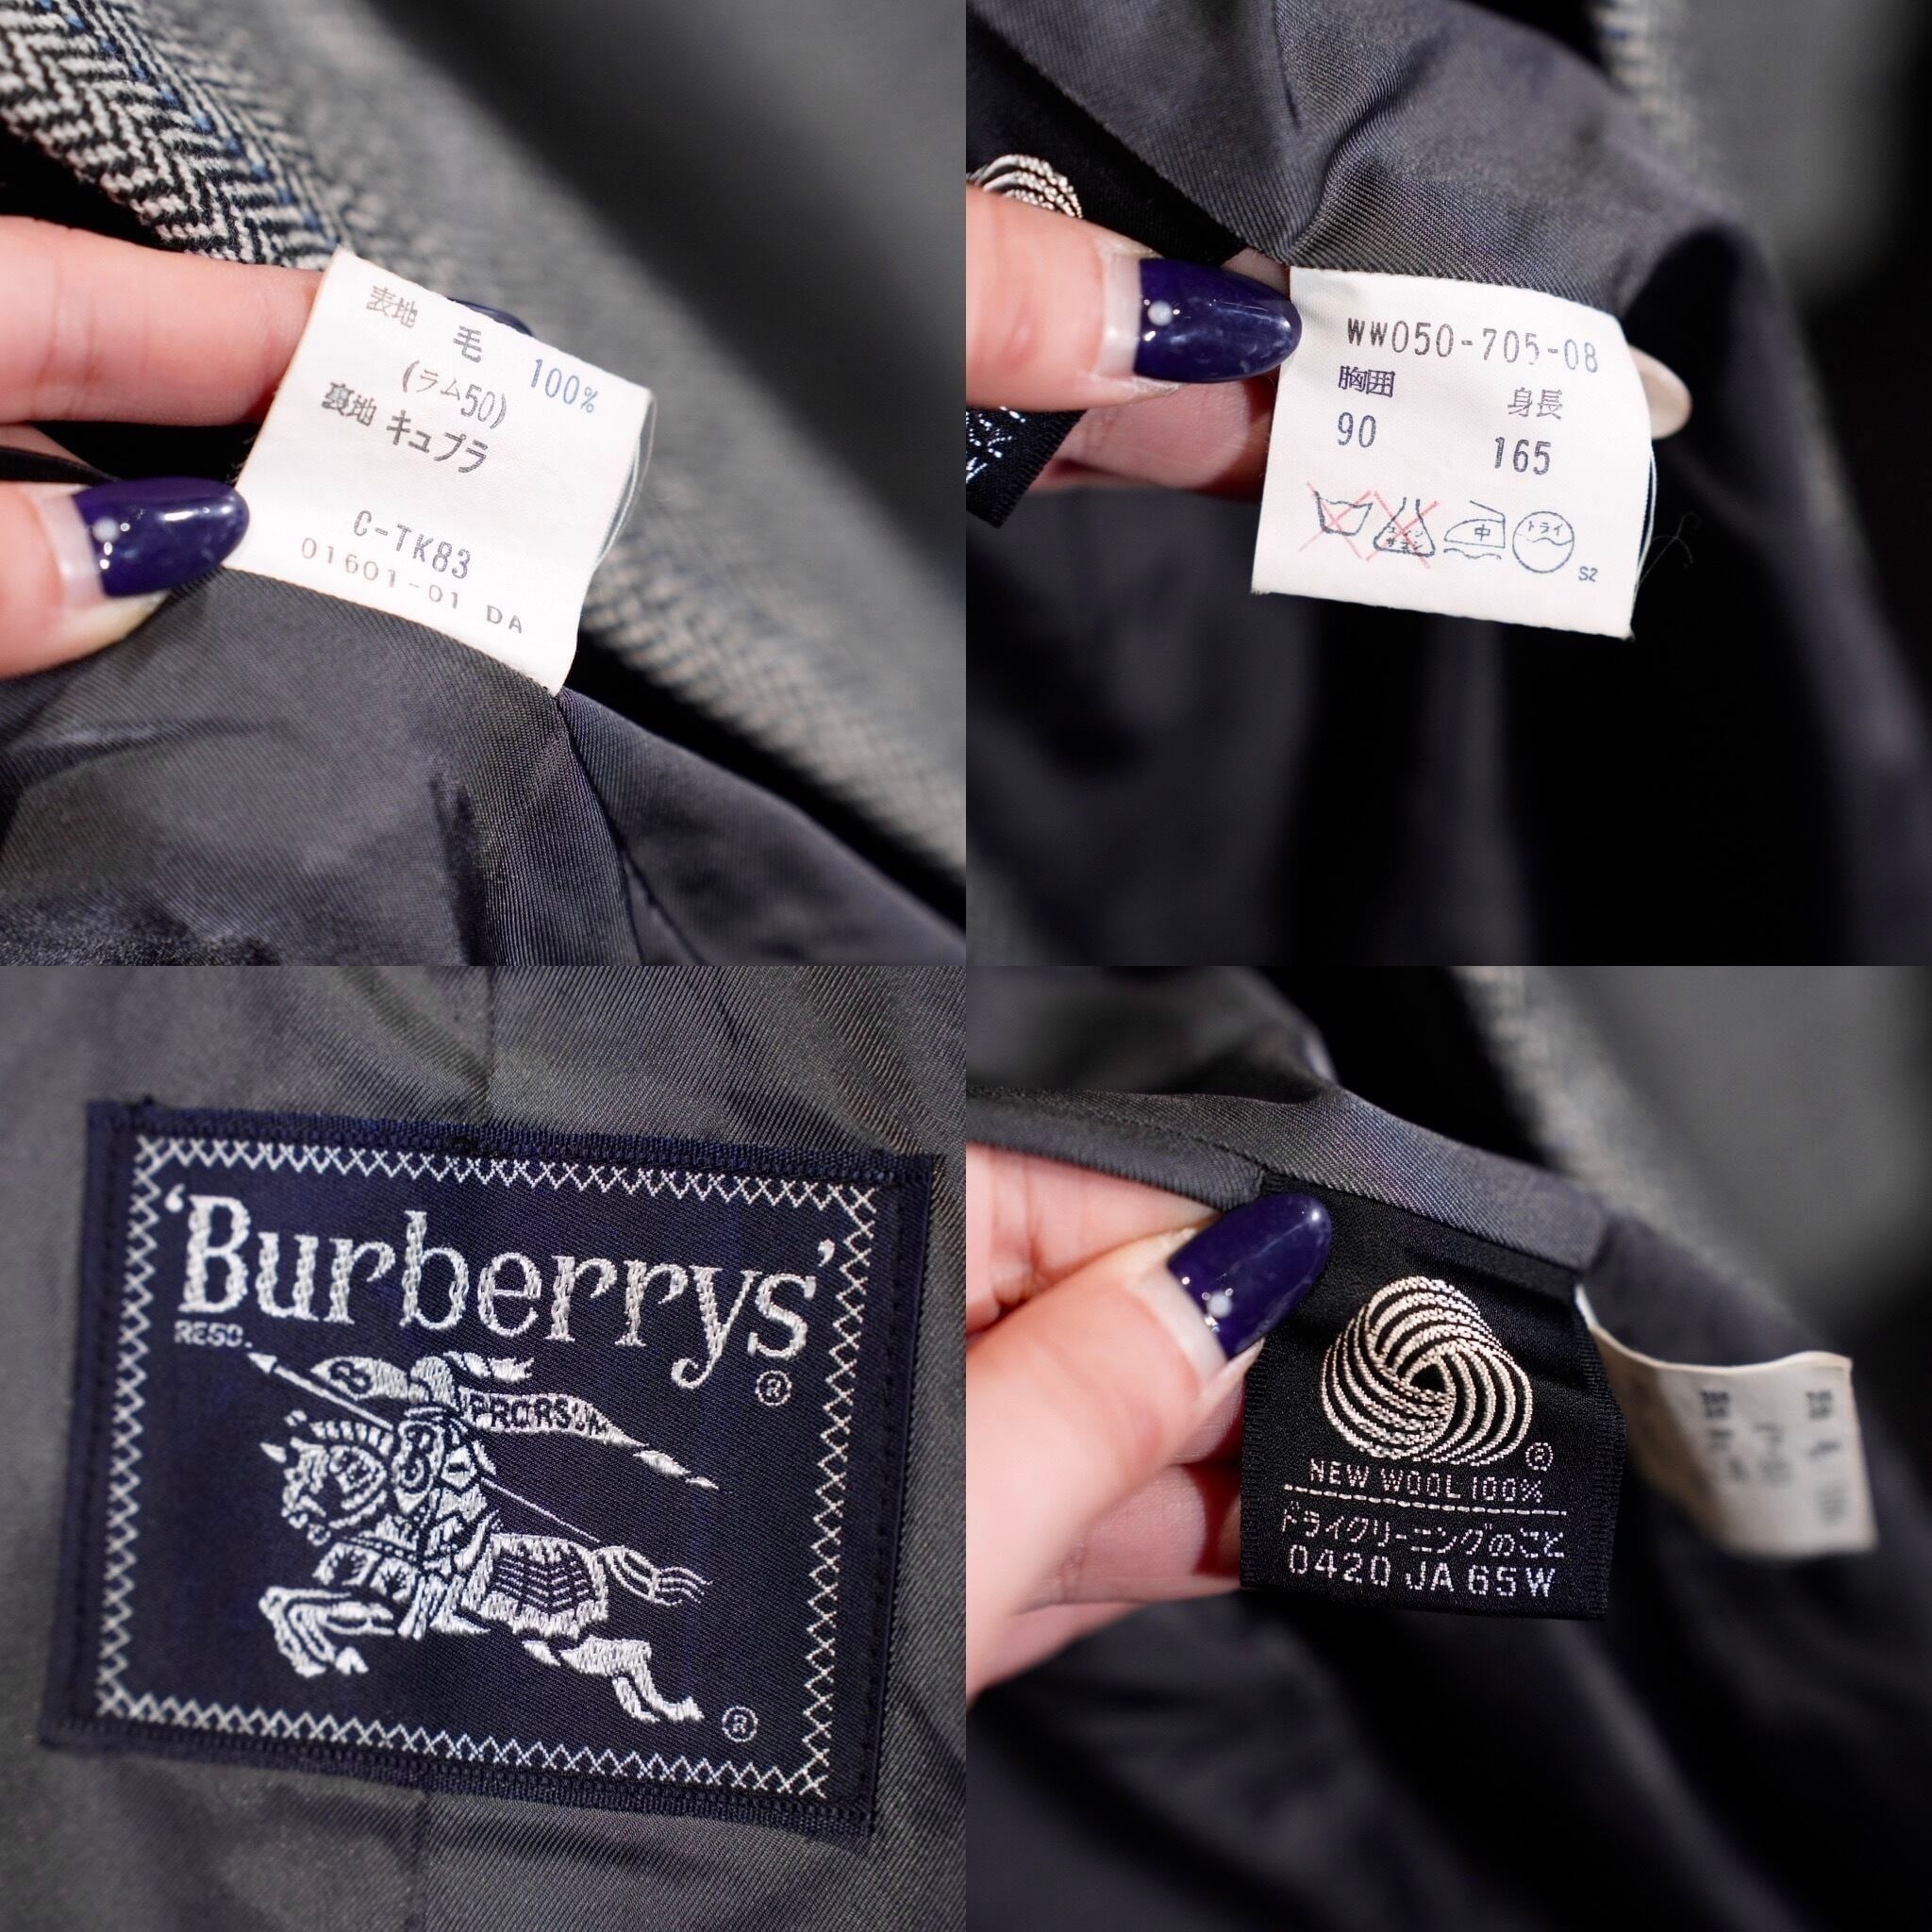 表地 毛 100%
(ラム50)
裏地 キュプラ
C-TK83
01601-01 DA
WW050-705-08
胸囲 身長
90 165
中 ドライ
S2
'Burberrys'
REGD.
®
PRORSUM
®
®
NEW WOOL 100%
ドライクリーニングのこと
0420 JA 65W